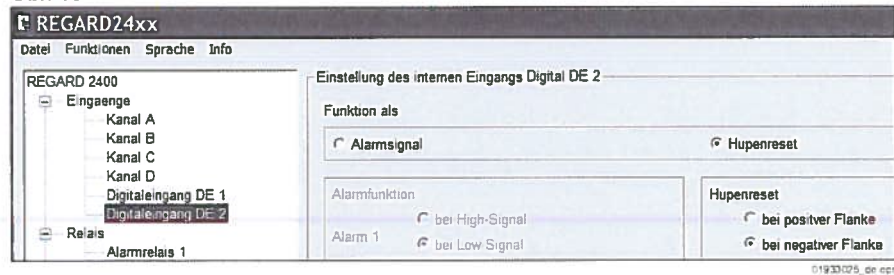 REGARD24xx
Datei Funktionen Sprache Info
REGARD 2400
Eingaenge
Kanal A
Kanal B
Kanal C
Kanal D
Digitaleingang DE 1
Digitaleingang DE 2
Relais
Alarmrelais 1
Einstellung des internen Eingangs Digital DE 2
Funktion als
Alarmsignal
Hupenreset
Alarmfunktion
bei High-Signal
Alarm 1
bei Low Signal
Hupenreset
bei positver Flanke
bei negativer Flanke
01933025_de.eps